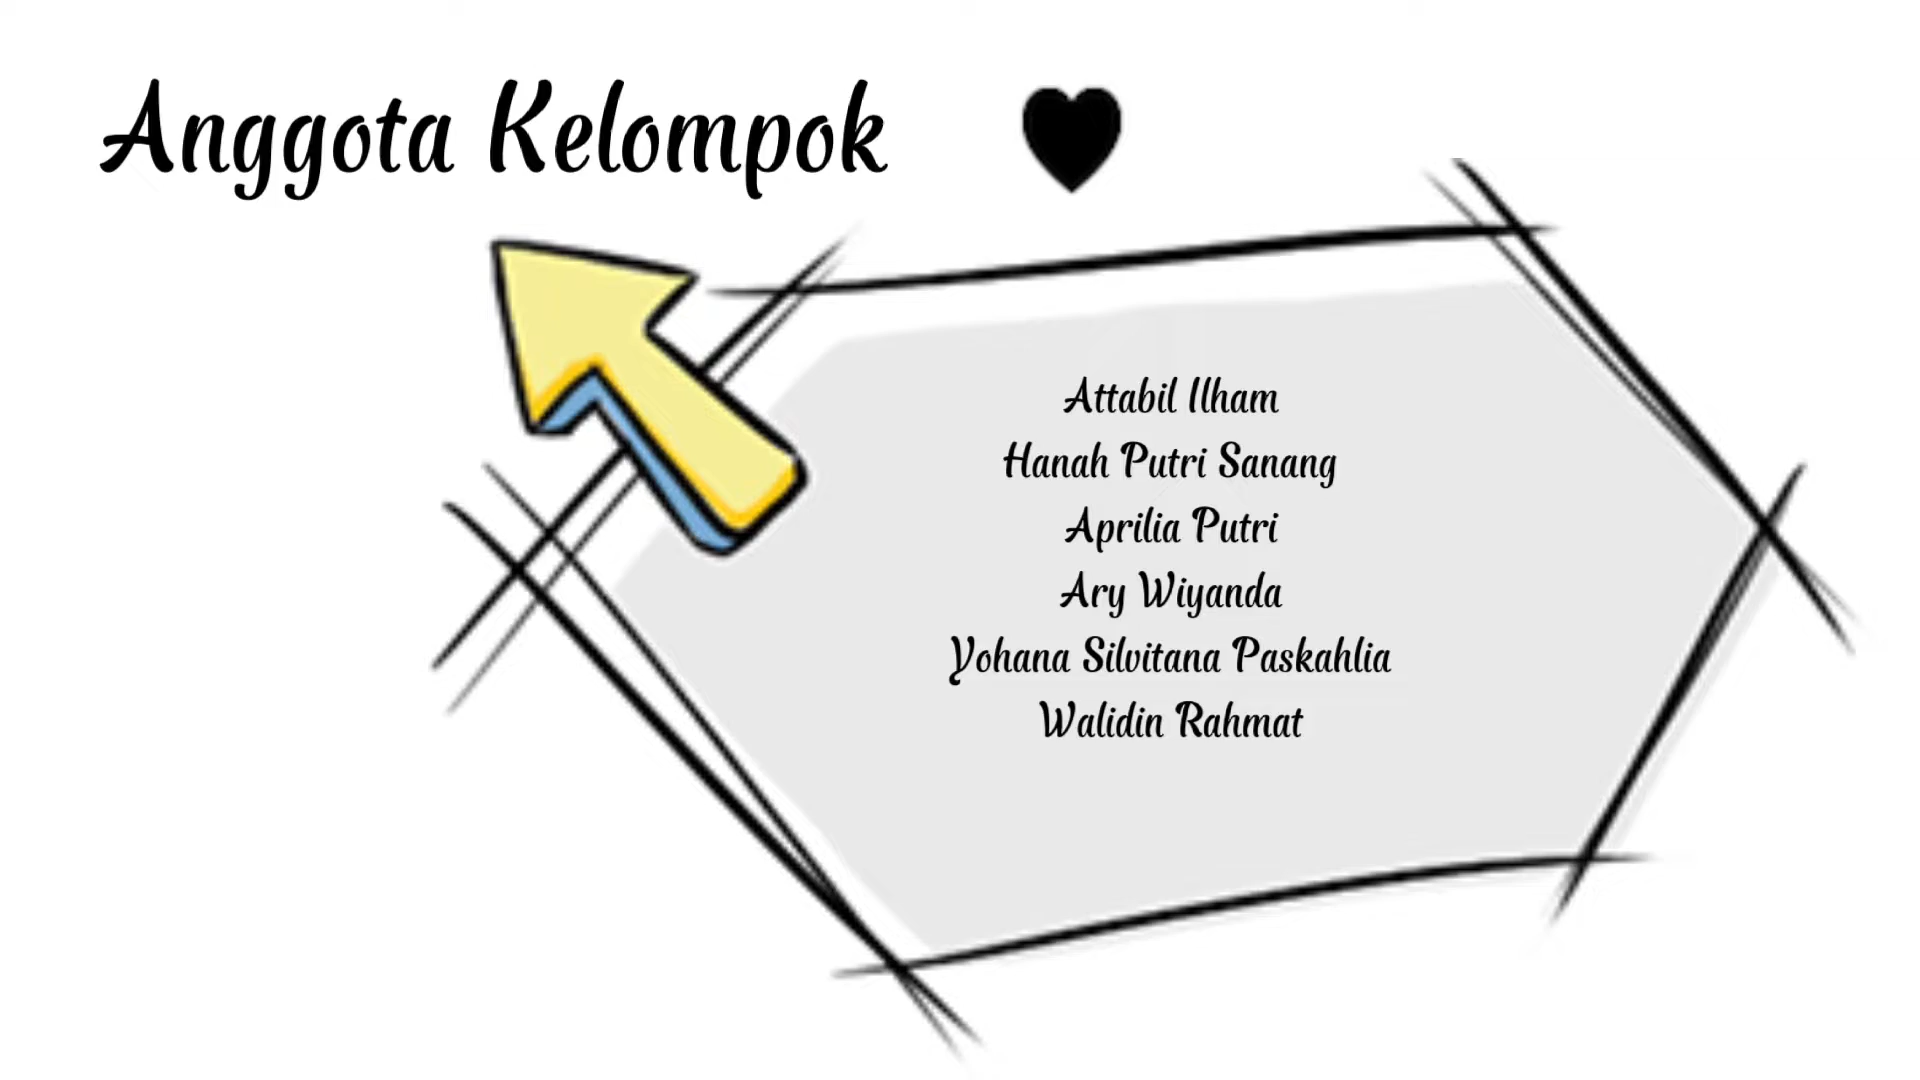 Anggota Kelompok
Attabil Ilham
Hanah Putri Sanang
Aprilia Putri
Ary Wiyanda
Yohana Silvitana Paskahlia
Walidin Rahmat